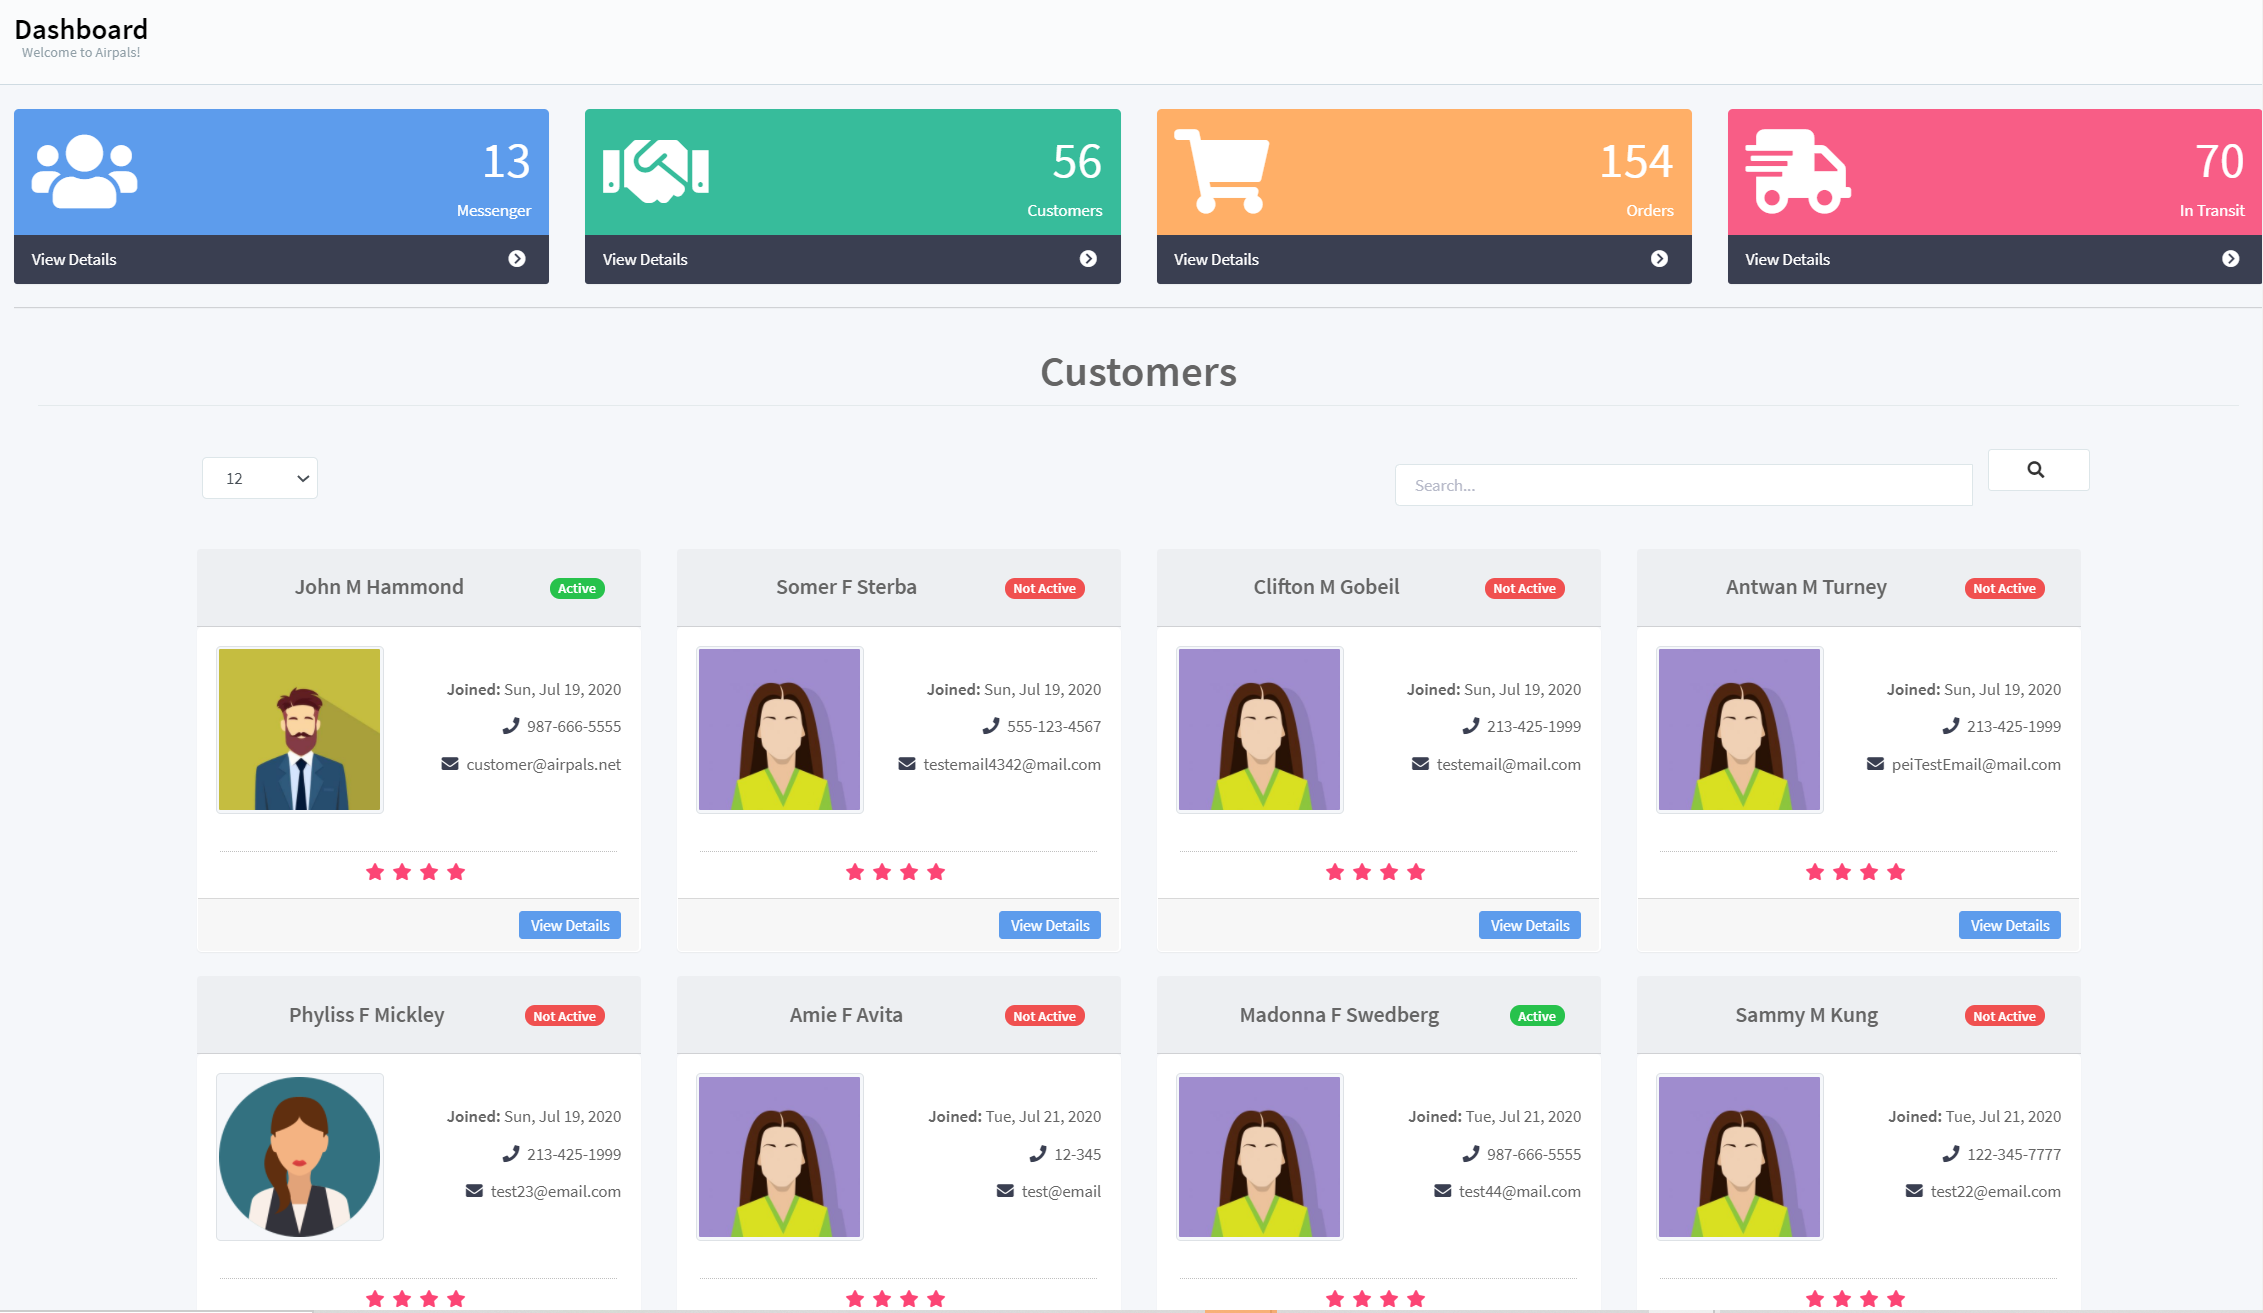 Dashboard
Welcome to Airpals!
13
Messenger
View Details
56
Customers
View Details
154
Orders
View Details
70
In Transit
View Details
Customers
12
Search...
John M Hammond
Active
Joined: Sun, Jul 19, 2020
987-666-5555
customer@airpals.net
View Details
Somer F Sterba
Not Active
Joined: Sun, Jul 19, 2020
555-123-4567
testemail4342@mail.com
View Details
Clifton M Gobeil
Not Active
Joined: Sun, Jul 19, 2020
213-425-1999
testemail@mail.com
View Details
Antwan M Turney
Not Active
Joined: Sun, Jul 19, 2020
213-425-1999
peiTestEmail@mail.com
View Details
Phyliss F Mickley
Not Active
Joined: Sun, Jul 19, 2020
213-425-1999
test23@email.com
Amie F Avita
Not Active
Joined: Tue, Jul 21, 2020
12-345
test@email
Madonna F Swedberg
Active
Joined: Tue, Jul 21, 2020
987-666-5555
test44@mail.com
Sammy M Kung
Not Active
Joined: Tue, Jul 21, 2020
122-345-7777
test22@email.com